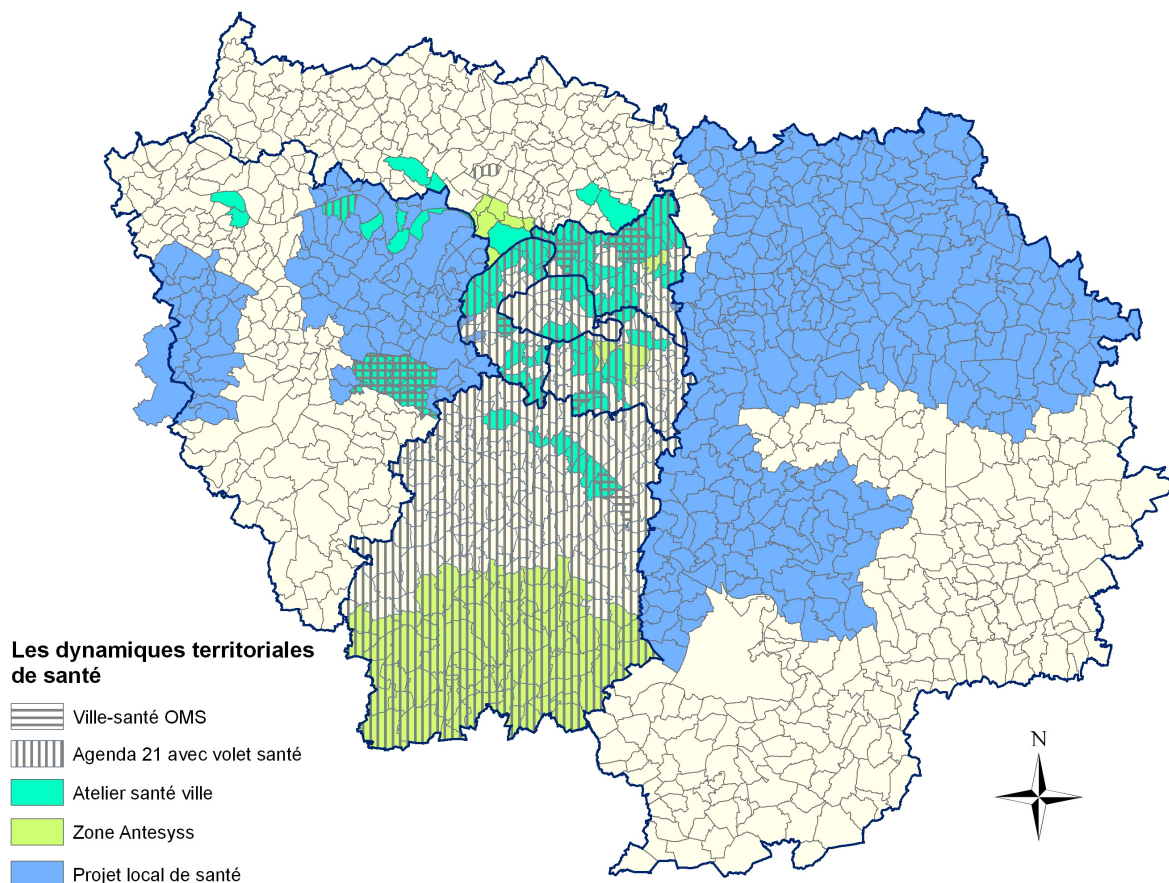 Les dynamiques territoriales
de santé
Ville-santé OMS
Agenda 21 avec volet santé
Atelier santé ville
Zone Antesyss
Projet local de santé
N